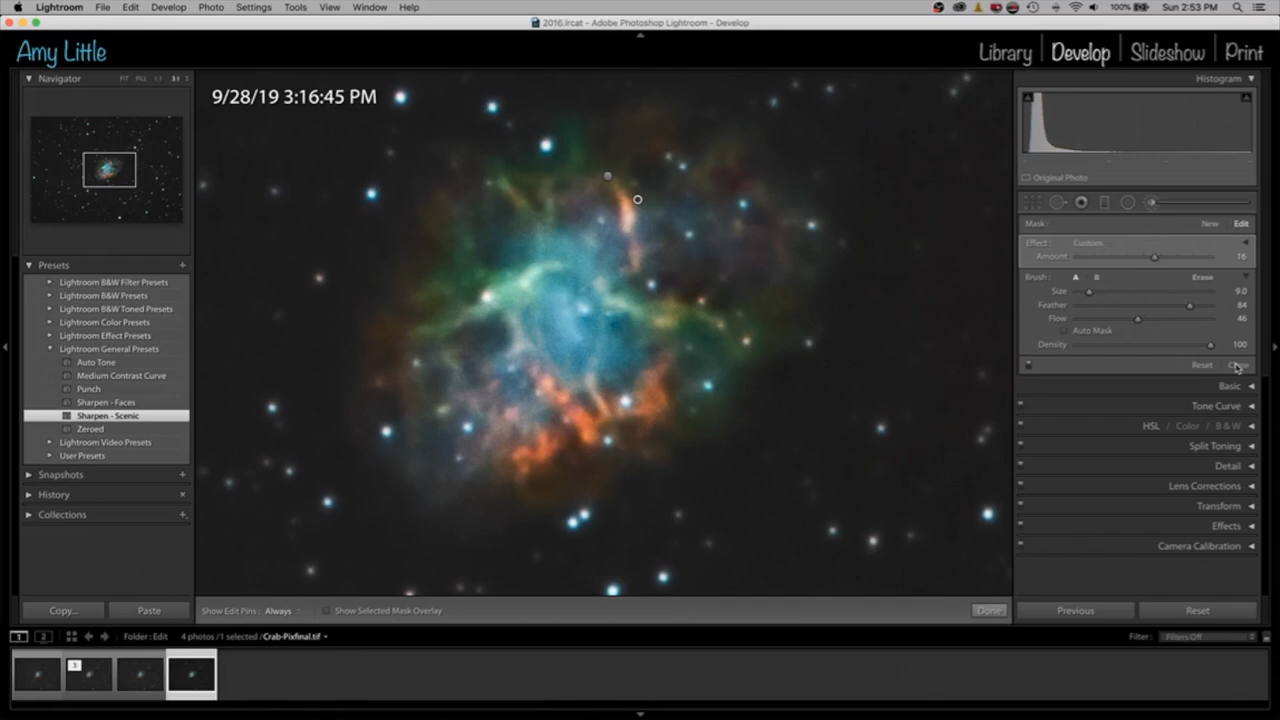 Lightroom File Edit Develop Photo Settings Tools View Window Help 100% Sun 2:53 PM
2016.lrcat - Adobe Photoshop Lightroom - Develop
Amy Little Library Develop Slideshow Print
Navigator FIT FILL 1:1 3:1
9/28/19 3:16:45 PM
Histogram
Original Photo
Mask: New Edit
Effect: Custom
Amount 16
Brush: A B Erase
Size 9.0
Feather 84
Flow 46
Auto Mask
Density 100
Reset Close
Basic
Tone Curve
HSL / Color / B & W
Split Toning
Detail
Lens Corrections
Transform
Effects
Camera Calibration
Presets
Lightroom B&W Filter Presets
Lightroom B&W Presets
Lightroom B&W Toned Presets
Lightroom Color Presets
Lightroom Effect Presets
Lightroom General Presets
Auto Tone
Medium Contrast Curve
Punch
Sharpen - Faces
Sharpen - Scenic
Zeroed
Lightroom Video Presets
User Presets
Snapshots
History
Collections
Copy... Paste Show Edit Pins: Always Show Selected Mask Overlay Done Previous Reset
1 2 Folder: Edit 4 photos /1 selected /Crab-Pixfinal.tif Filter: Filters Off
3